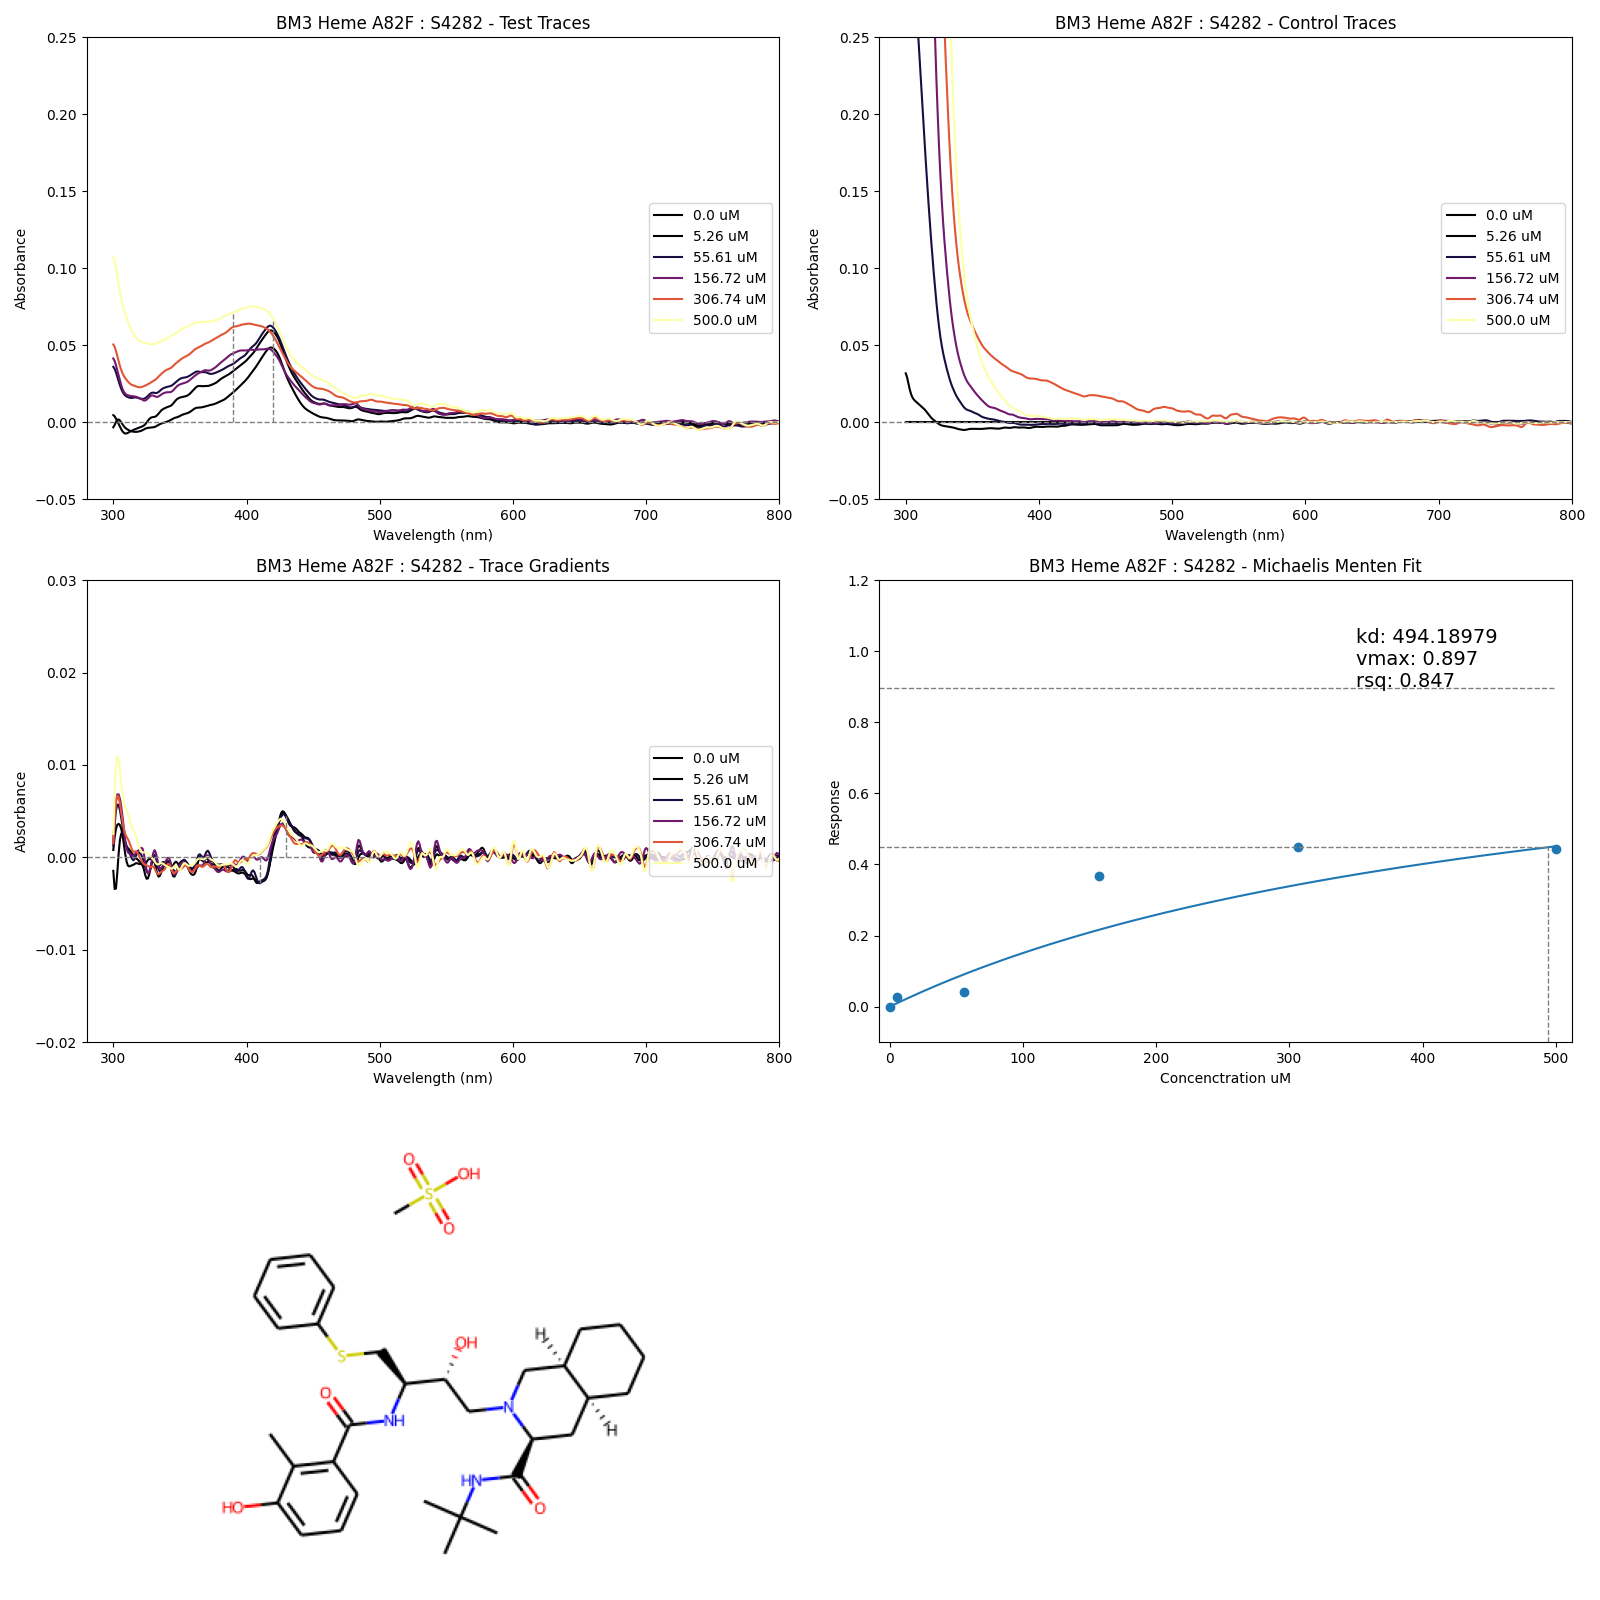 BM3 Heme A82F : S4282 - Test Traces
0.25
0.20
0.15
0.10
0.05
0.00
−0.05
Absorbance
300
400
500
600
700
800
Wavelength (nm)
0.0 uM
5.26 uM
55.61 uM
156.72 uM
306.74 uM
500.0 uM
BM3 Heme A82F : S4282 - Control Traces
0.25
0.20
0.15
0.10
0.05
0.00
−0.05
Absorbance
300
400
500
600
700
800
Wavelength (nm)
0.0 uM
5.26 uM
55.61 uM
156.72 uM
306.74 uM
500.0 uM
BM3 Heme A82F : S4282 - Trace Gradients
0.03
0.02
0.01
0.00
−0.01
−0.02
Absorbance
300
400
500
600
700
800
Wavelength (nm)
0.0 uM
5.26 uM
55.61 uM
156.72 uM
306.74 uM
500.0 uM
BM3 Heme A82F : S4282 - Michaelis Menten Fit
1.2
1.0
0.8
0.6
0.4
0.2
0.0
Response
kd: 494.18979
vmax: 0.897
rsq: 0.847
0
100
200
300
400
500
Concenctration uM
O
OH
S
O
H
OH
S
O
N
NH
H
HN
O
HO